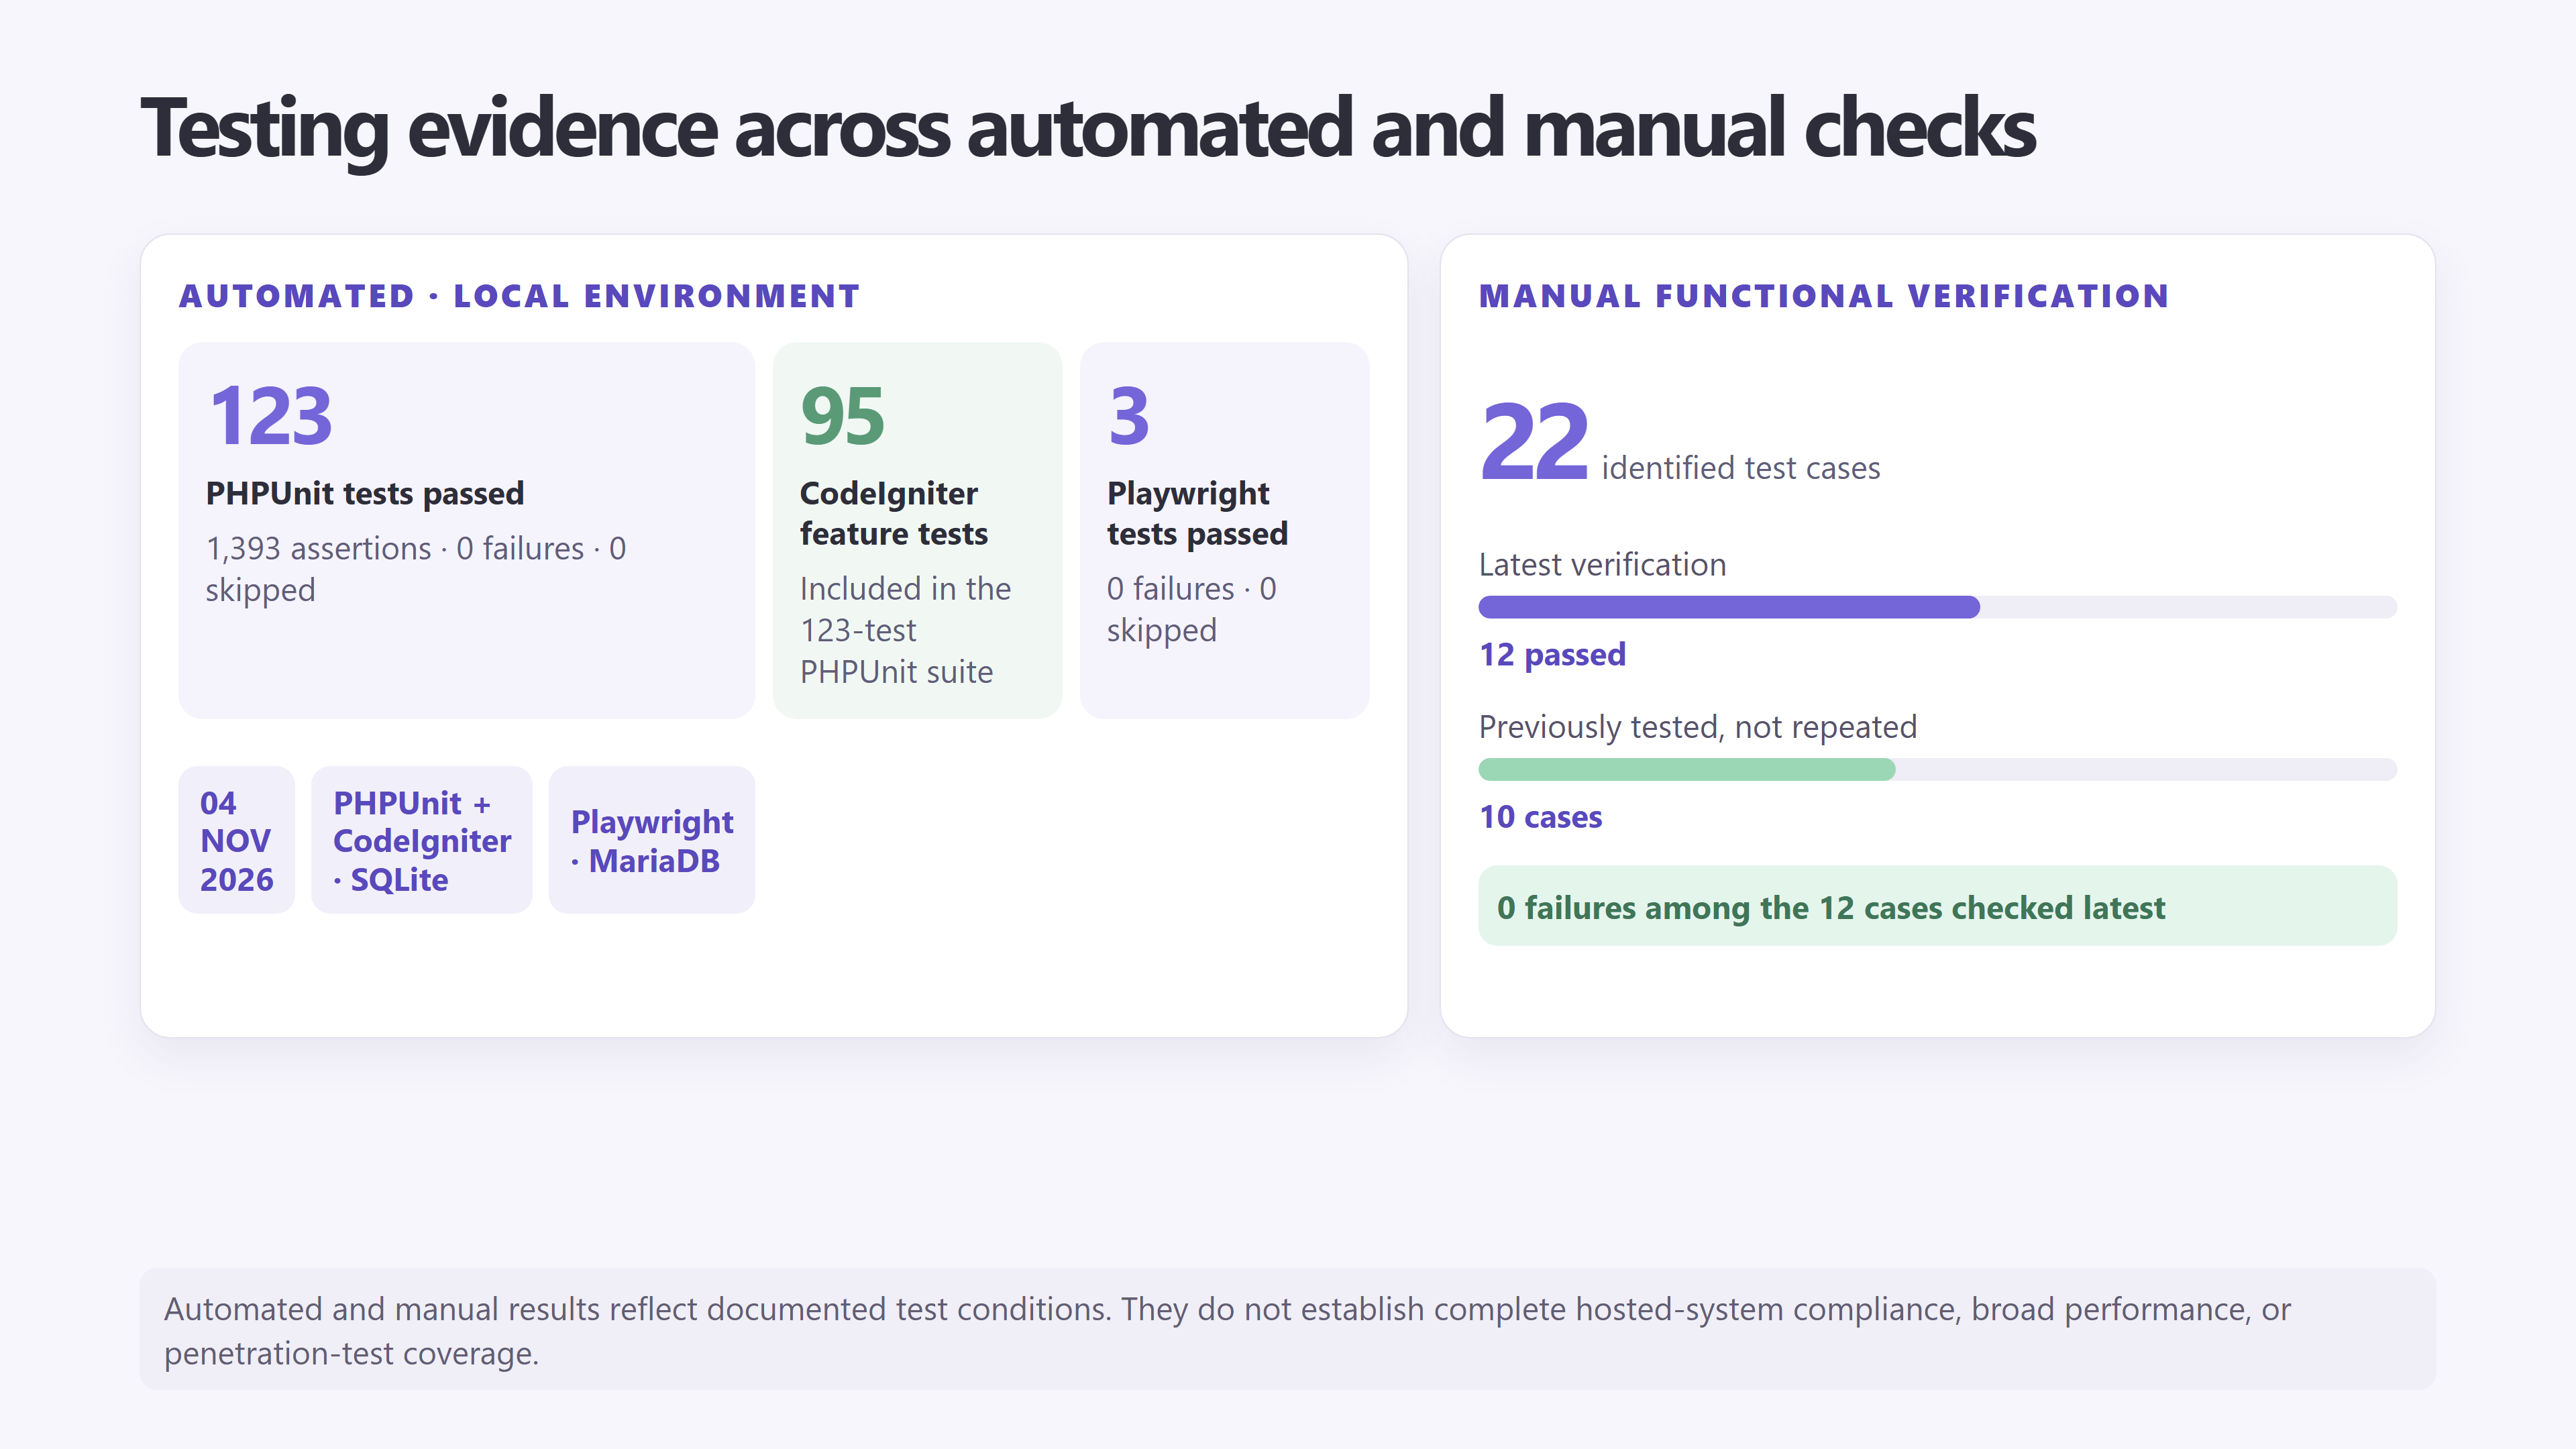 Testing evidence across automated and manual checks
AUTOMATED · LOCAL ENVIRONMENT
123
PHPUnit tests passed
1,393 assertions · 0 failures · 0
skipped
95
CodeIgniter
feature tests
Included in the
123-test
PHPUnit suite
3
Playwright
tests passed
0 failures · 0
skipped
04
NOV
2026
PHPUnit +
CodeIgniter
· SQLite
Playwright
· MariaDB
MANUAL FUNCTIONAL VERIFICATION
22 identified test cases
Latest verification
12 passed
Previously tested, not repeated
10 cases
0 failures among the 12 cases checked latest
Automated and manual results reflect documented test conditions. They do not establish complete hosted-system compliance, broad performance, or
penetration-test coverage.